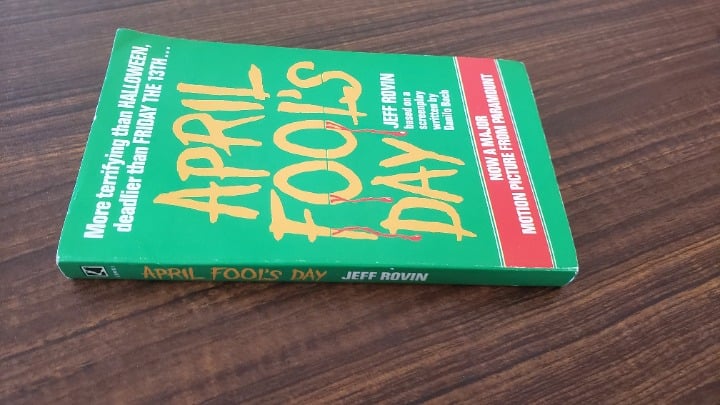 More terrifying than HALLOWEEN,
deadlier than FRIDAY THE 13TH...
APRIL
FOOL'S
DAY
JEFF ROVIN
based on a
screenplay
written by
Danilo Bach
NOW A MAJOR
MOTION PICTURE FROM PARAMOUNT
APRIL FOOL'S DAY JEFF ROVIN